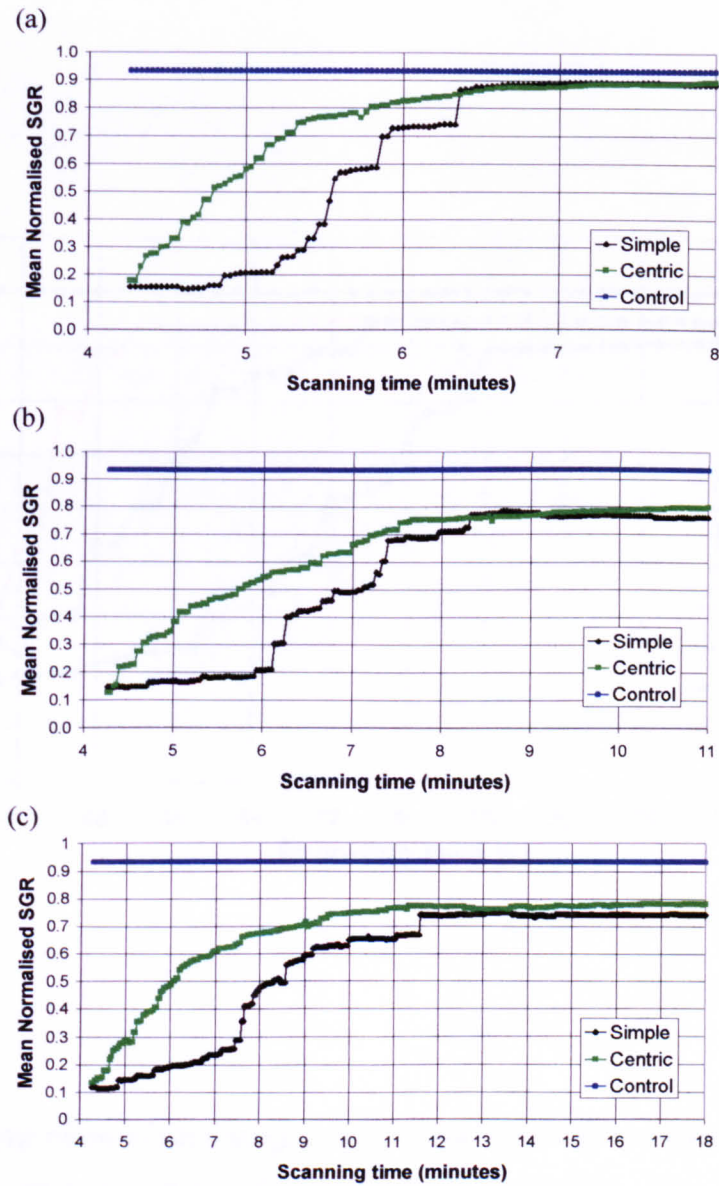 (a)
1.0
0.9
0.8
0.7
0.6
0.5
0.4
0.3
0.2
0.1
0.0
Mean Normalised SGR
Simple
Centric
Control
4 5 6 7 8
Scanning time (minutes)
(b)
1.0
0.9
0.8
0.7
0.6
0.5
0.4
0.3
0.2
0.1
0.0
Mean Normalised SGR
Simple
Centric
Control
4 5 6 7 8 9 10 11
Scanning time (minutes)
(c)
1
0.9
0.8
0.7
0.6
0.5
0.4
0.3
0.2
0.1
0
Mean Normalised SGR
Simple
Centric
Control
4 5 6 7 8 9 10 11 12 13 14 15 16 17 18
Scanning time (minutes)